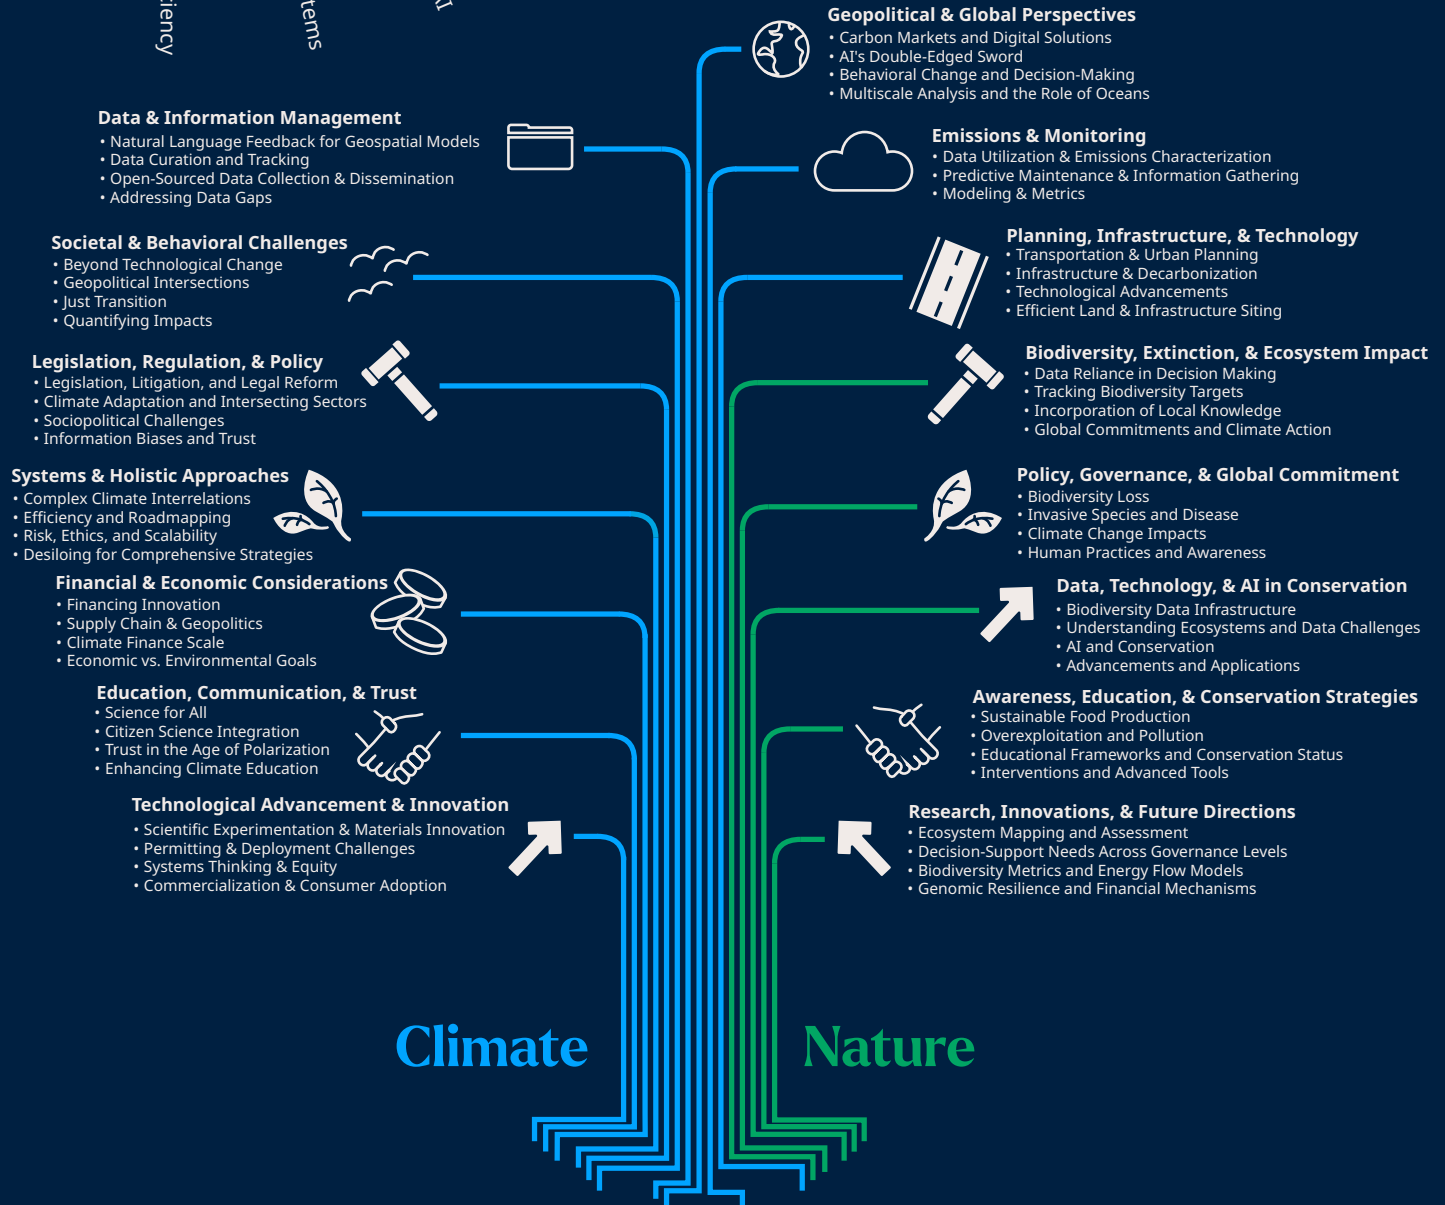 Geopolitical & Global Perspectives
• Carbon Markets and Digital Solutions
• AI's Double-Edged Sword
• Behavioral Change and Decision-Making
• Multiscale Analysis and the Role of Oceans
Data & Information Management
• Natural Language Feedback for Geospatial Models
• Data Curation and Tracking
• Open-Sourced Data Collection & Dissemination
• Addressing Data Gaps
Emissions & Monitoring
• Data Utilization & Emissions Characterization
• Predictive Maintenance & Information Gathering
• Modeling & Metrics
Societal & Behavioral Challenges
• Beyond Technological Change
• Geopolitical Intersections
• Just Transition
• Quantifying Impacts
Planning, Infrastructure, & Technology
• Transportation & Urban Planning
• Infrastructure & Decarbonization
• Technological Advancements
• Efficient Land & Infrastructure Siting
Legislation, Regulation, & Policy
• Legislation, Litigation, and Legal Reform
• Climate Adaptation and Intersecting Sectors
• Sociopolitical Challenges
• Information Biases and Trust
Biodiversity, Extinction, & Ecosystem Impact
• Data Reliance in Decision Making
• Tracking Biodiversity Targets
• Incorporation of Local Knowledge
• Global Commitments and Climate Action
Systems & Holistic Approaches
• Complex Climate Interrelations
• Efficiency and Roadmapping
• Risk, Ethics, and Scalability
• Desiloing for Comprehensive Strategies
Policy, Governance, & Global Commitment
• Biodiversity Loss
• Invasive Species and Disease
• Climate Change Impacts
• Human Practices and Awareness
Financial & Economic Considerations
• Financing Innovation
• Supply Chain & Geopolitics
• Climate Finance Scale
• Economic vs. Environmental Goals
Data, Technology, & AI in Conservation
• Biodiversity Data Infrastructure
• Understanding Ecosystems and Data Challenges
• AI and Conservation
• Advancements and Applications
Education, Communication, & Trust
• Science for All
• Citizen Science Integration
• Trust in the Age of Polarization
• Enhancing Climate Education
Awareness, Education, & Conservation Strategies
• Sustainable Food Production
• Overexploitation and Pollution
• Educational Frameworks and Conservation Status
• Interventions and Advanced Tools
Technological Advancement & Innovation
• Scientific Experimentation & Materials Innovation
• Permitting & Deployment Challenges
• Systems Thinking & Equity
• Commercialization & Consumer Adoption
Research, Innovations, & Future Directions
• Ecosystem Mapping and Assessment
• Decision-Support Needs Across Governance Levels
• Biodiversity Metrics and Energy Flow Models
• Genomic Resilience and Financial Mechanisms
Climate
Nature